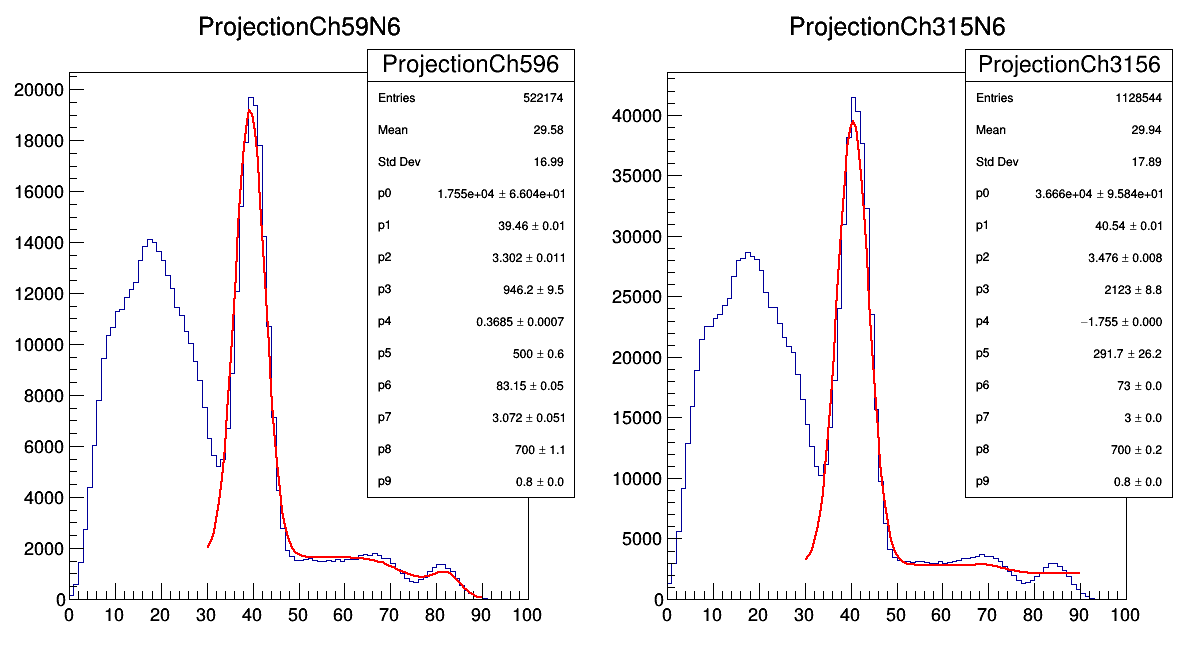 ProjectionCh59N6
ProjectionCh596
Entries 522174
Mean 29.58
Std Dev 16.99
p0 1.755e+04 ± 6.604e+01
p1 39.46 ± 0.01
p2 3.302 ± 0.011
p3 946.2 ± 9.5
p4 0.3685 ± 0.0007
p5 500 ± 0.6
p6 83.15 ± 0.05
p7 3.072 ± 0.051
p8 700 ± 1.1
p9 0.8 ± 0.0
20000
18000
16000
14000
12000
10000
8000
6000
4000
2000
0
0 10 20 30 40 50 60 70 80 90 100
ProjectionCh315N6
ProjectionCh3156
Entries 1128544
Mean 29.94
Std Dev 17.89
p0 3.666e+04 ± 9.584e+01
p1 40.54 ± 0.01
p2 3.476 ± 0.008
p3 2123 ± 8.8
p4 −1.755 ± 0.000
p5 291.7 ± 26.2
p6 73 ± 0.0
p7 3 ± 0.0
p8 700 ± 0.2
p9 0.8 ± 0.0
40000
35000
30000
25000
20000
15000
10000
5000
0
0 10 20 30 40 50 60 70 80 90 100